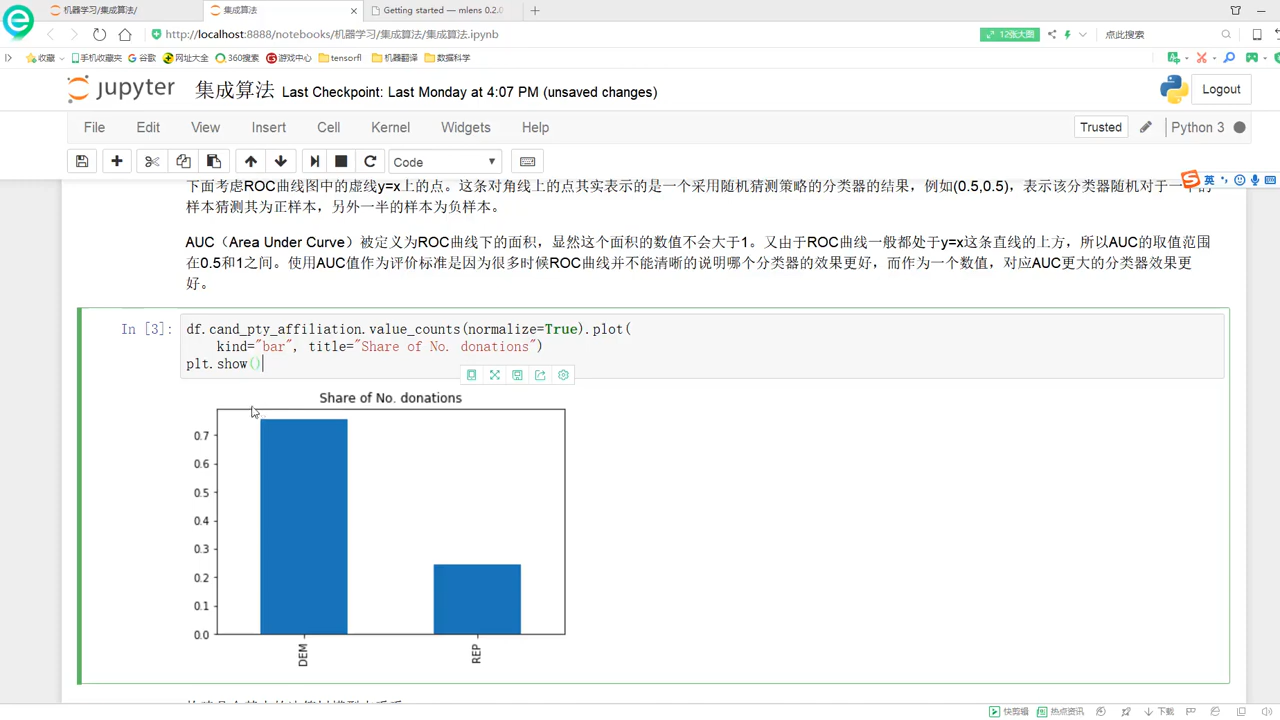 机器学习/集成算法/
集成算法
Getting started — mlens 0.2.0
http://localhost:8888/notebooks/机器学习/集成算法/集成算法.ipynb
12张大图
点此搜索
收藏 手机收藏夹 谷歌 网址大全 360搜索 游戏中心 tensorfl 机器翻译 数据科学
jupyter 集成算法 Last Checkpoint: Last Monday at 4:07 PM (unsaved changes)
Logout
File Edit View Insert Cell Kernel Widgets Help
Trusted Python 3
Code
英
下面考虑ROC曲线图中的虚线y=x上的点。这条对角线上的点其实表示的是一个采用随机猜测策略的分类器的结果，例如(0.5,0.5)，表示该分类器随机对于一半的
样本猜测其为正样本，另外一半的样本为负样本。
AUC（Area Under Curve）被定义为ROC曲线下的面积，显然这个面积的数值不会大于1。又由于ROC曲线一般都处于y=x这条直线的上方，所以AUC的取值范围
在0.5和1之间。使用AUC值作为评价标准是因为很多时候ROC曲线并不能清晰的说明哪个分类器的效果更好，而作为一个数值，对应AUC更大的分类器效果更
好。
In [3]:
df.cand_pty_affiliation.value_counts(normalize=True).plot(
kind="bar", title="Share of No. donations")
plt.show()
Share of No. donations
0.7
0.6
0.5
0.4
0.3
0.2
0.1
0.0
DEM
REP
快剪辑 热点资讯 下载